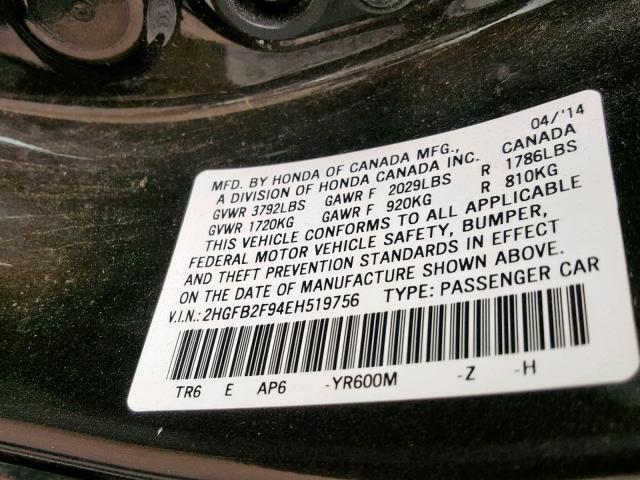 04/'14
MFD. BY HONDA OF CANADA MFG.,
A DIVISION OF HONDA CANADA INC. CANADA
GVWR 3792LBS GAWR F 2029LBS R 1786LBS
GVWR 1720KG GAWR F 920KG R 810KG
THIS VEHICLE CONFORMS TO ALL APPLICABLE
FEDERAL MOTOR VEHICLE SAFETY, BUMPER,
AND THEFT PREVENTION STANDARDS IN EFFECT
ON THE DATE OF MANUFACTURE SHOWN ABOVE.
V.I.N.: 2HGFB2F94EH519756 TYPE: PASSENGER CAR
TR6 E AP6 -YR600M -Z -H